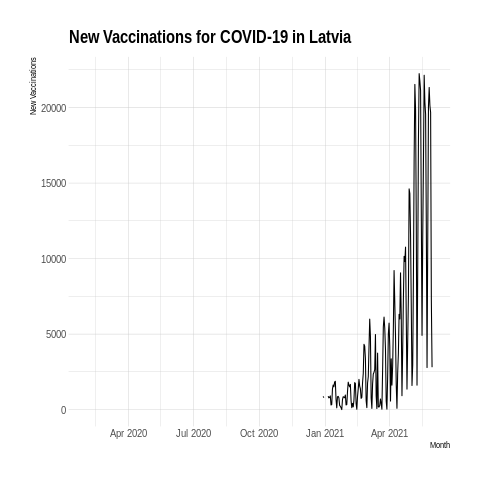 New Vaccinations for COVID-19 in Latvia
New Vaccinations
20000
15000
10000
5000
0
Apr 2020 Jul 2020 Oct 2020 Jan 2021 Apr 2021
Month